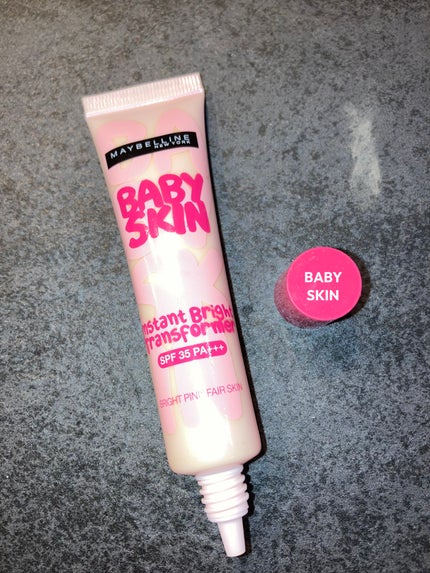 MAYBELLINE
NEW YORK
BABY
SKIN
Instant Bright
Transformer
SPF 35 PA+++
BRIGHT PINK FAIR SKIN
BABY
SKIN